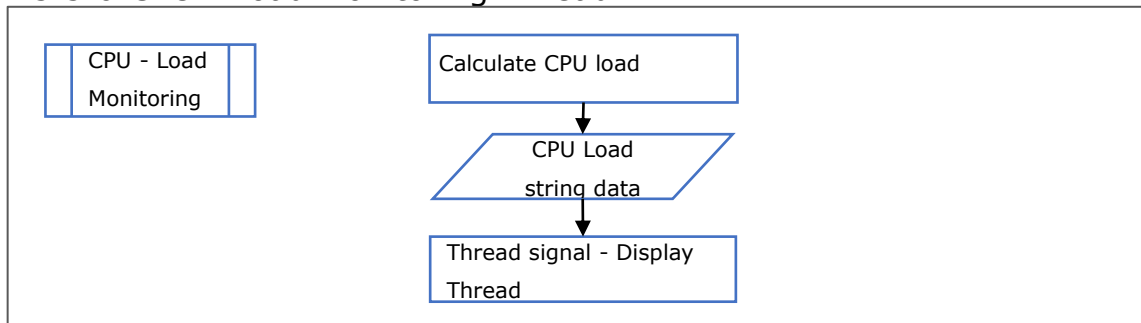 CPU - Load
Monitoring
Calculate CPU load
CPU Load
string data
Thread signal - Display
Thread